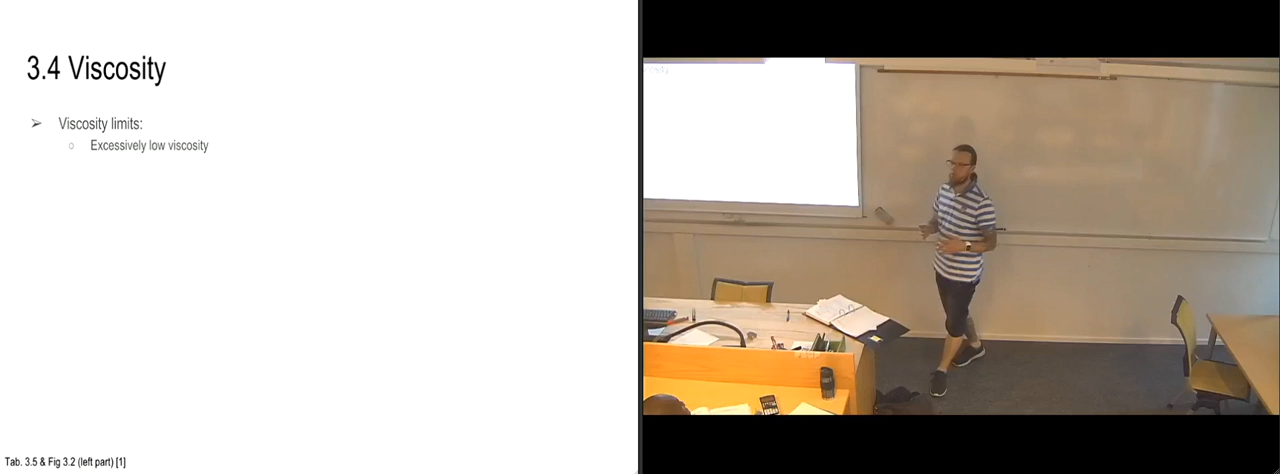 3.4 Viscosity
➢ Viscosity limits:
○ Excessively low viscosity
Tab. 3.5 & Fig 3.2 (left part) [1]